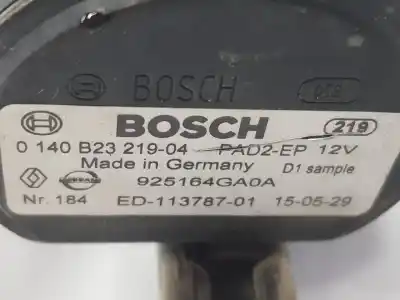 BOSCH
BOSCH 219
0 140 B23 219-04 PAD2-EP 12V
Made in Germany D1 sample
NISSAN 925164GA0A
Nr. 184 ED-113787-01 15-05-29